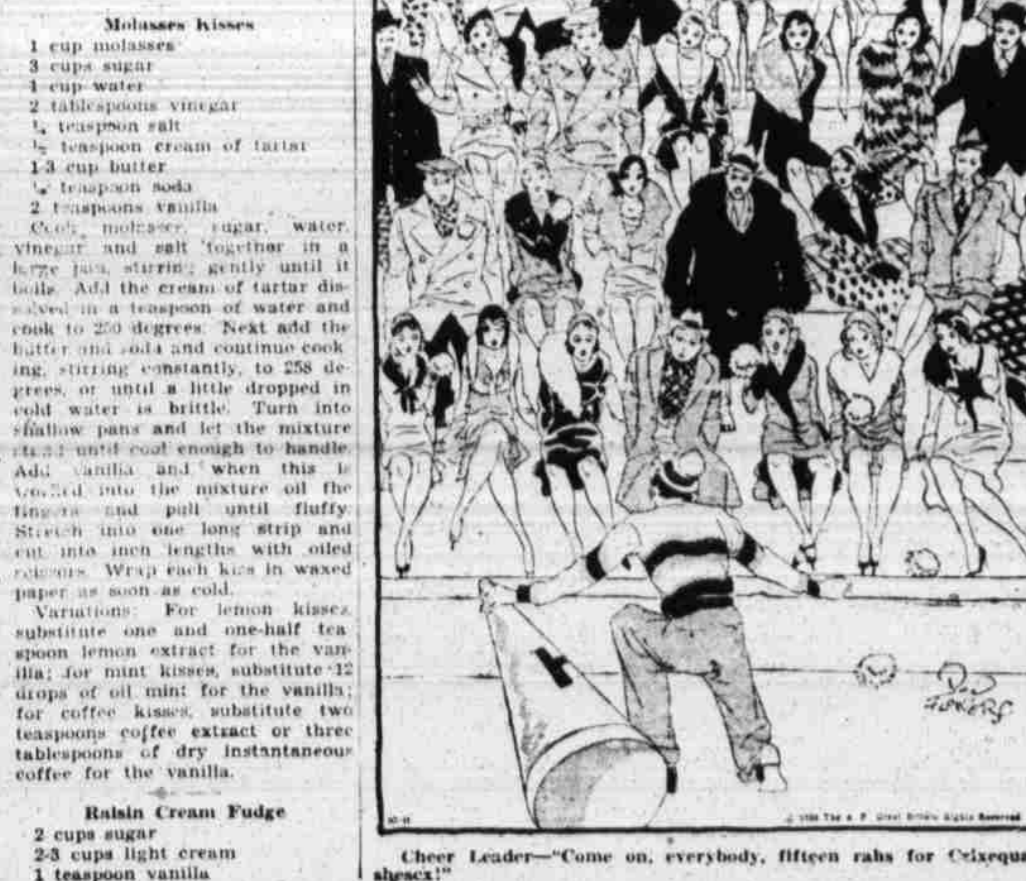 Molasses Kisses
1 cup molasses
3 cups sugar
1 cup water
2 tablespoons vinegar
¼ teaspoon salt
½ teaspoon cream of tartar
1-3 cup butter
teaspoon soda
2 teaspoons vanilla
Cook molasses, sugar, water,
vinegar and salt together in a
large pan, stirring gently until it
boils. Add the cream of tartar dis-
solved in a teaspoon of water and
cook to 250 degrees. Next add the
butter and soda and continue cook
ing, stirring constantly, to 258 de-
grees, or until a little dropped in
cold water is brittle. Turn into
shallow pans and let the mixture
stand until cool enough to handle.
Add vanilla and when this is
worked into the mixture oil the
fingers and pull until fluffy.
Stretch into one long strip and
cut into inch lengths with oiled
scissors. Wrap each kiss in waxed
paper as soon as cold.
Variations: For lemon kisses,
substitute one and one-half tea
spoon lemon extract for the van-
illa; for mint kisses, substitute 12
drops of oil mint for the vanilla;
for coffee kisses, substitute two
teaspoons coffee extract or three
tablespoons of dry instantaneous
coffee for the vanilla.
Raisin Cream Fudge
2 cups sugar
2-3 cups light cream
1 teaspoon vanilla
Don
Flowers
The A. P. Great Britain Rights Reserved
Cheer Leader—"Come on, everybody, fifteen rahs for
shescx!"